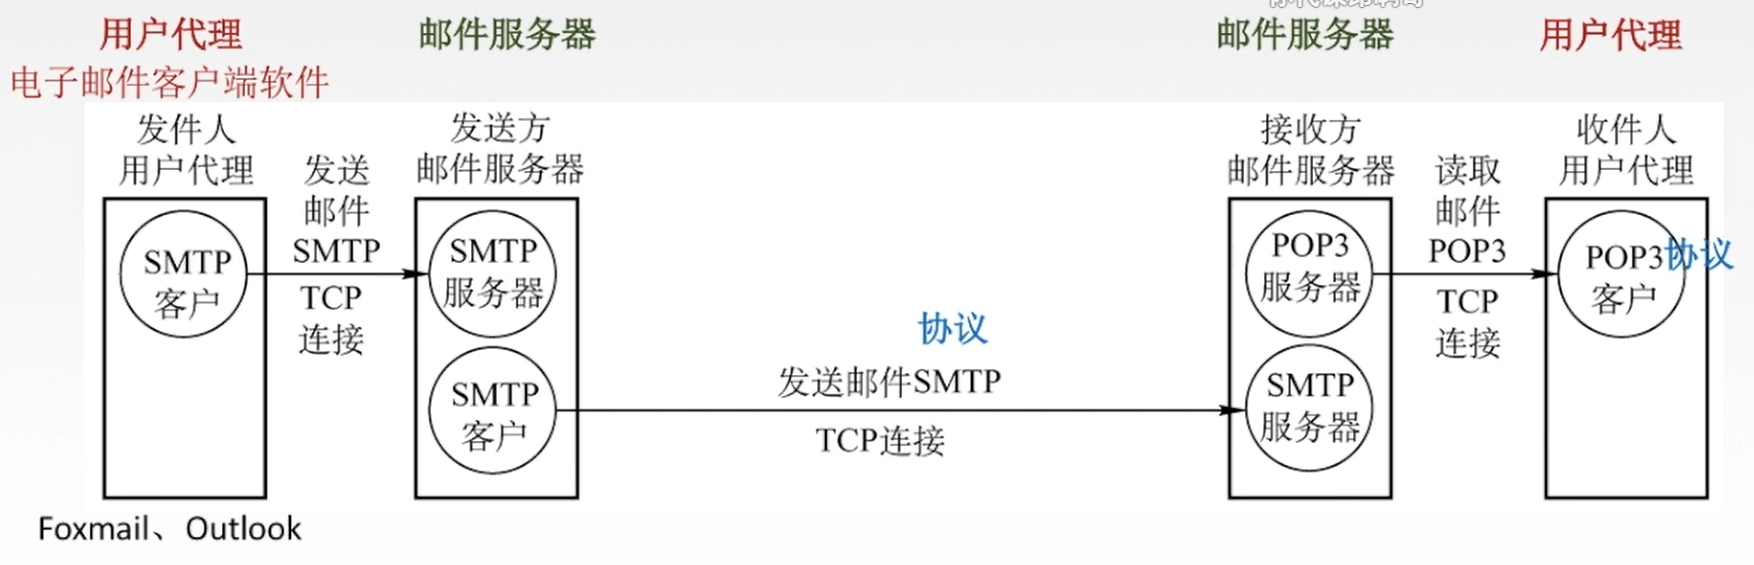 用户代理
邮件服务器
邮件服务器
用户代理
电子邮件客户端软件
发件人
用户代理
发送
邮件
SMTP
TCP
连接
发送方
邮件服务器
接收方
邮件服务器
读取
邮件
POP3
TCP
连接
收件人
用户代理
SMTP
客户
SMTP
服务器
SMTP
客户
协议
发送邮件SMTP
TCP连接
POP3
服务器
SMTP
服务器
POP3
客户
协议
Foxmail、Outlook